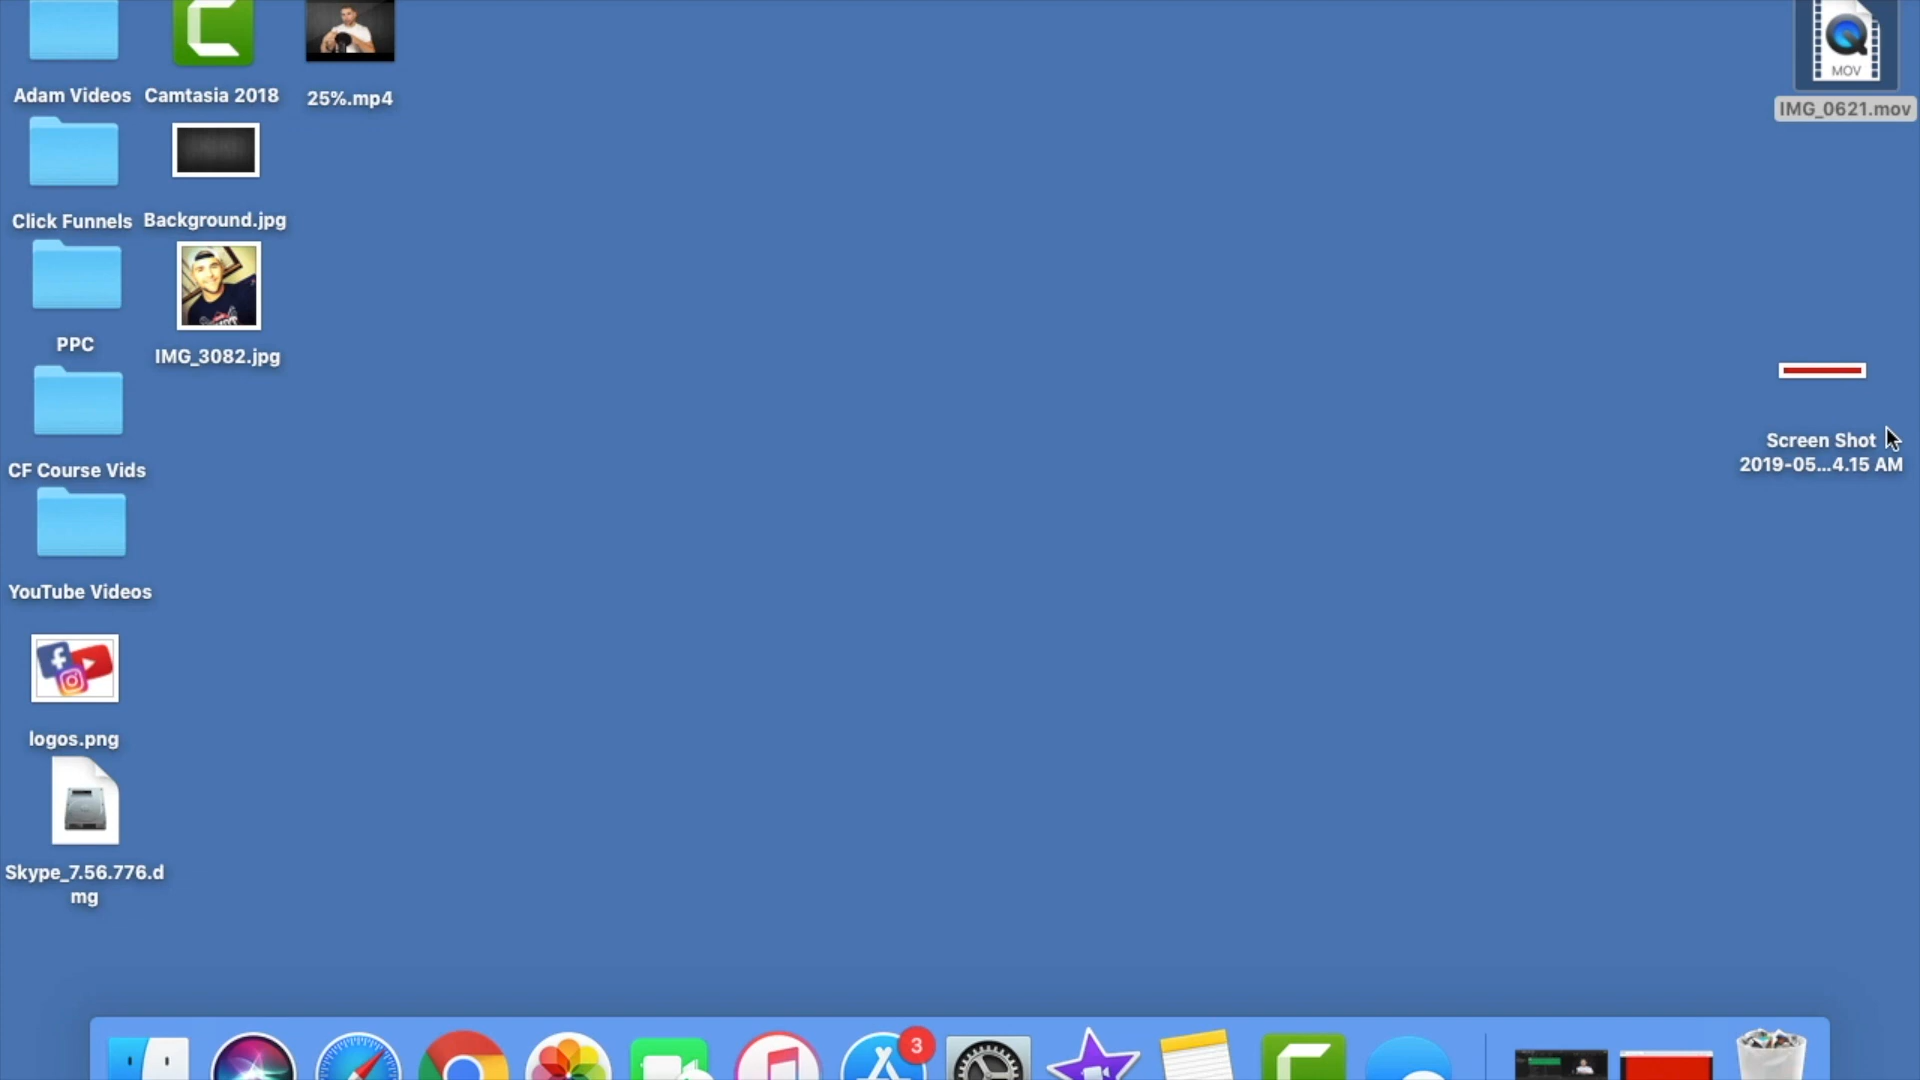 Adam Videos
Camtasia 2018
25%.mp4
MOV
IMG_0621.mov
Click Funnels
Background.jpg
PPC
IMG_3082.jpg
CF Course Vids
Screen Shot
2019-05...4.15 AM
YouTube Videos
logos.png
Skype_7.56.776.d
mg
3